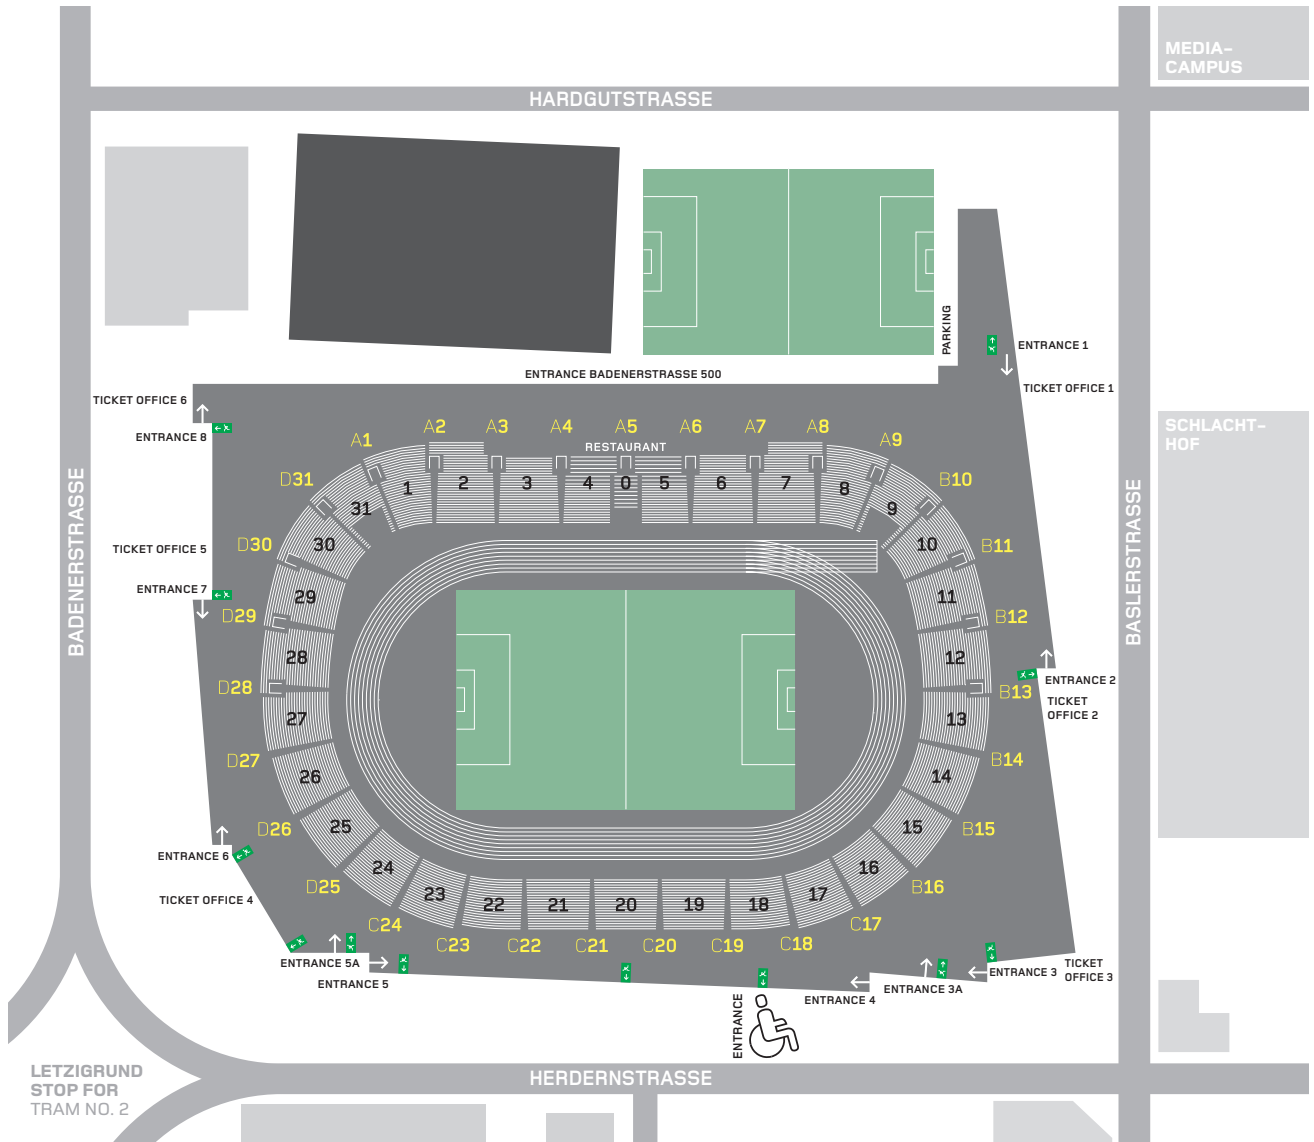 MEDIA-
CAMPUS
HARDGUTSTRASSE
PARKING
ENTRANCE 1
ENTRANCE BADENERSTRASSE 500
TICKET OFFICE 1
TICKET OFFICE 6
ENTRANCE 8
A1
A2
A3
A4
A5
A6
A7
A8
A9
RESTAURANT
SCHLACHT-
HOF
D31
B10
1
2
3
4
0
5
6
7
8
31
9
D30
30
10
B11
TICKET OFFICE 5
ENTRANCE 7
BADENERSTRASSE
BASLERSTRASSE
29
11
D29
B12
28
12
D28
B13
ENTRANCE 2
TICKET
OFFICE 2
27
13
D27
B14
26
14
D26
25
15
B15
ENTRANCE 6
24
16
D25
B16
TICKET OFFICE 4
23
22
21
20
19
18
17
C24
C23
C22
C21
C20
C19
C18
C17
ENTRANCE 5A
ENTRANCE 5
ENTRANCE
ENTRANCE 4
ENTRANCE 3A
ENTRANCE 3
TICKET
OFFICE 3
LETZIGRUND
STOP FOR
TRAM NO. 2
HERDERNSTRASSE